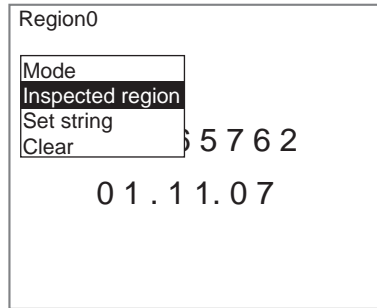 Region0
Mode
Inspected region
Set string
Clear
5 7 6 2
0 1 . 1 1. 0 7